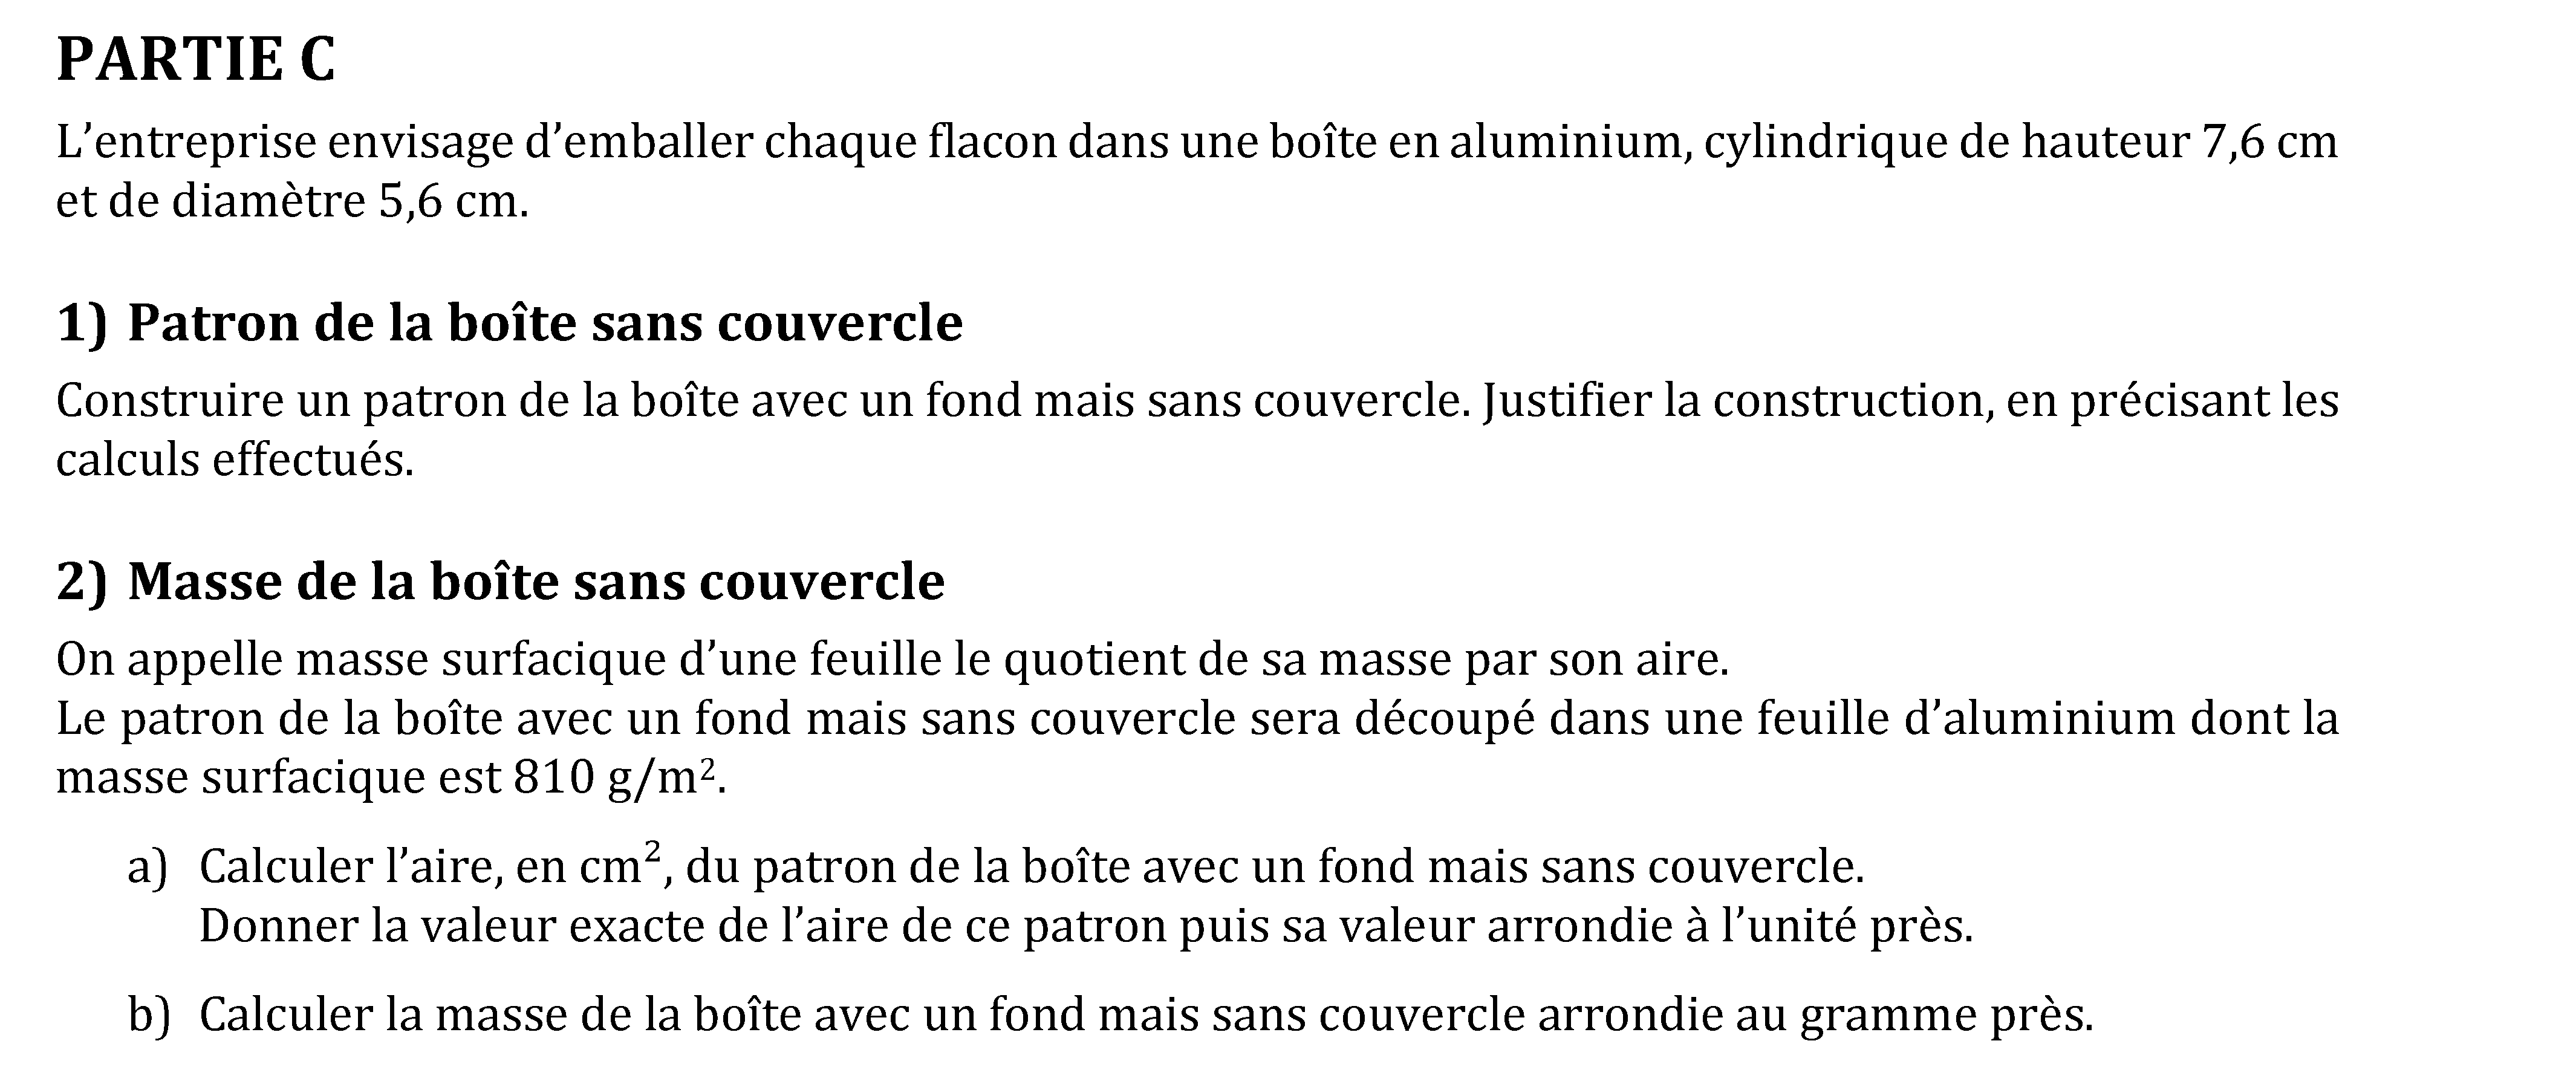 PARTIE C
L’entreprise envisage d’emballer chaque flacon dans une boîte en aluminium, cylindrique de hauteur 7,6 cm
et de diamètre 5,6 cm.
1) Patron de la boîte sans couvercle
Construire un patron de la boîte avec un fond mais sans couvercle. Justifier la construction, en précisant les
calculs effectués.
2) Masse de la boîte sans couvercle
On appelle masse surfacique d’une feuille le quotient de sa masse par son aire.
Le patron de la boîte avec un fond mais sans couvercle sera découpé dans une feuille d’aluminium dont la
masse surfacique est 810 g/m².
a) Calculer l’aire, en cm², du patron de la boîte avec un fond mais sans couvercle.
Donner la valeur exacte de l’aire de ce patron puis sa valeur arrondie à l’unité près.
b) Calculer la masse de la boîte avec un fond mais sans couvercle arrondie au gramme près.